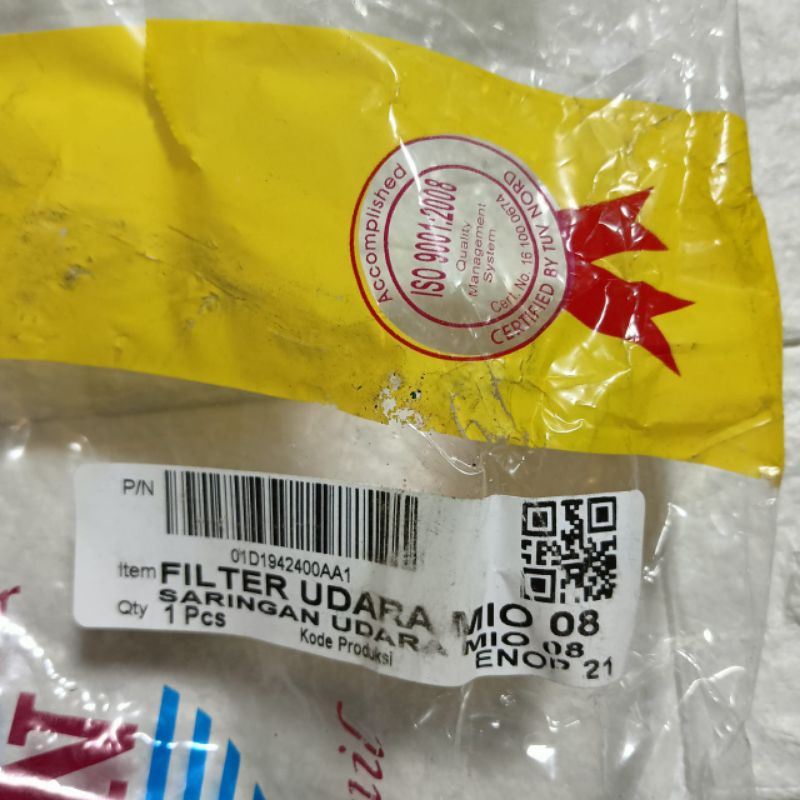 Accomplished
ISO 9001:2008
Quality
Management
System
Cert. No. 16 100 0674
CERTIFIED BY TUV NORD
P/N
01D1942400AA1
Item FILTER UDARA MIO 08
SARINGAN UDARA MIO 08
Qty 1 Pcs
Kode Produksi
21